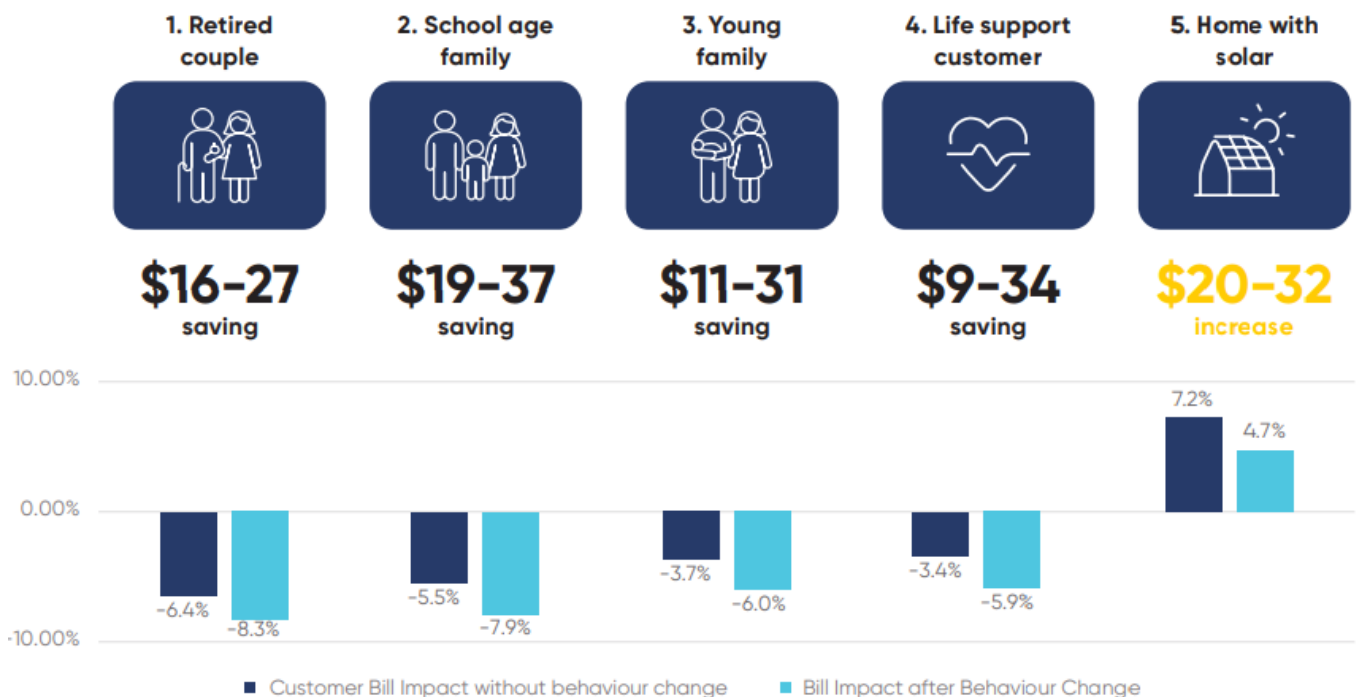 1. Retired
couple
2. School age
family
3. Young
family
4. Life support
customer
5. Home with
solar
$16-27
saving
$19-37
saving
$11-31
saving
$9-34
saving
$20-32
increase
10.00%
0.00%
-10.00%
-6.4%
-8.3%
-5.5%
-7.9%
-3.7%
-6.0%
-3.4%
-5.9%
7.2%
4.7%
Customer Bill Impact without behaviour change
Bill Impact after Behaviour Change